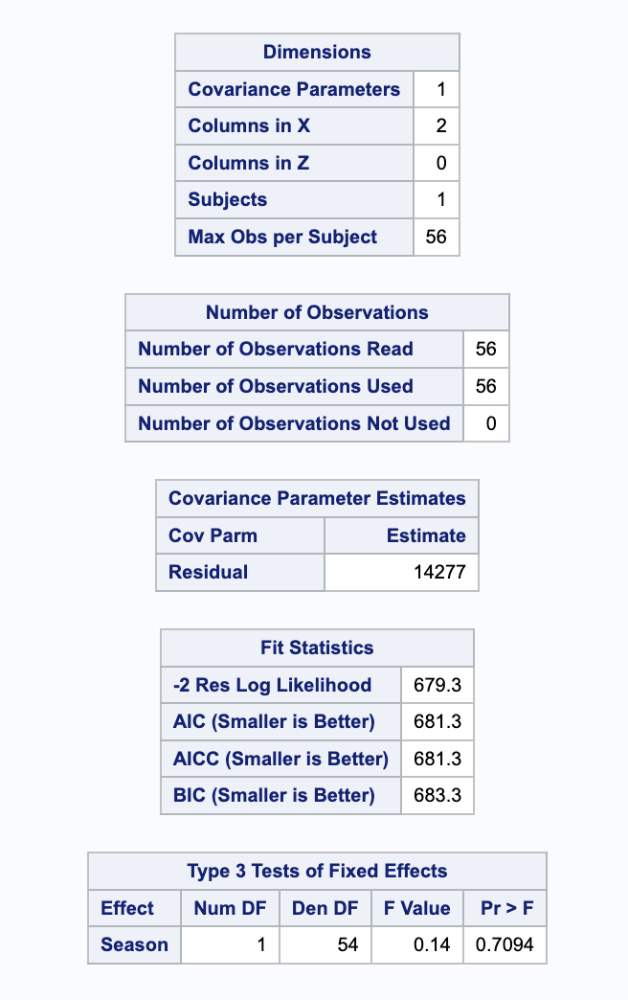 Dimensions
Covariance Parameters 1
Columns in X 2
Columns in Z 0
Subjects 1
Max Obs per Subject 56
Number of Observations
Number of Observations Read 56
Number of Observations Used 56
Number of Observations Not Used 0
Covariance Parameter Estimates
Cov Parm Estimate
Residual 14277
Fit Statistics
-2 Res Log Likelihood 679.3
AIC (Smaller is Better) 681.3
AICC (Smaller is Better) 681.3
BIC (Smaller is Better) 683.3
Type 3 Tests of Fixed Effects
Effect Num DF Den DF F Value Pr > F
Season 1 54 0.14 0.7094